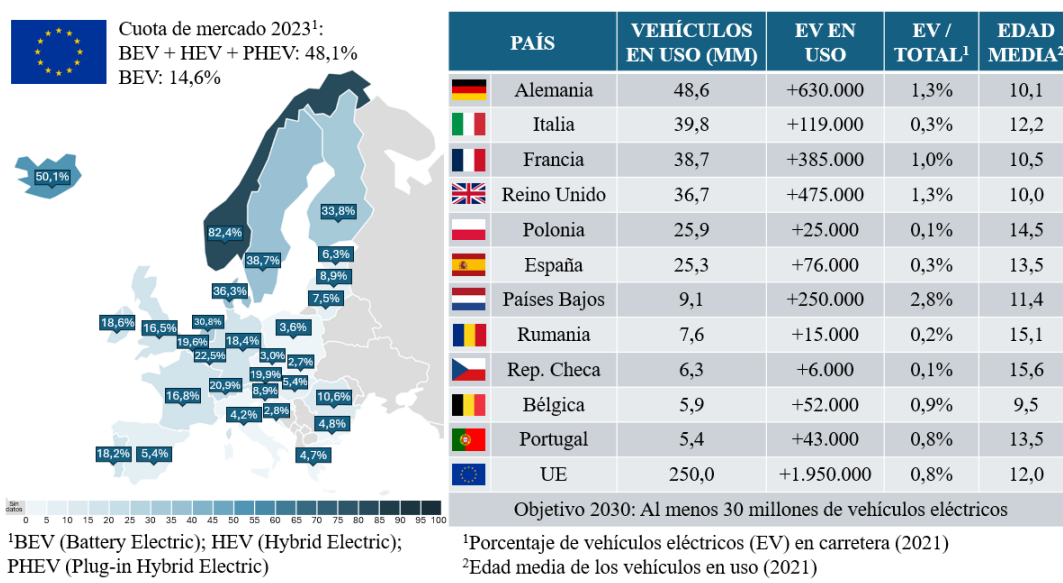 Cuota de mercado 2023¹:
BEV + HEV + PHEV: 48,1%
BEV: 14,6%
50,1%
82,4%
33,8%
38,7%
6,3%
8,9%
7,5%
36,3%
18,6%
16,5%
30,8%
19,6%
22,5%
18,4%
3,6%
3,0%
2,7%
19,9%
5,4%
20,9%
8,9%
16,8%
10,6%
4,2%
2,8%
4,8%
18,2%
5,4%
4,7%
Sin datos
0 5 10 15 20 25 30 35 40 45 50 55 60 65 70 75 80 85 90 95 100
¹BEV (Battery Electric); HEV (Hybrid Electric);
PHEV (Plug-in Hybrid Electric)
PAÍS VEHÍCULOS EN USO (MM) EV EN USO EV / TOTAL¹ EDAD MEDIA²
Alemania 48,6 +630.000 1,3% 10,1
Italia 39,8 +119.000 0,3% 12,2
Francia 38,7 +385.000 1,0% 10,5
Reino Unido 36,7 +475.000 1,3% 10,0
Polonia 25,9 +25.000 0,1% 14,5
España 25,3 +76.000 0,3% 13,5
Países Bajos 9,1 +250.000 2,8% 11,4
Rumania 7,6 +15.000 0,2% 15,1
Rep. Checa 6,3 +6.000 0,1% 15,6
Bélgica 5,9 +52.000 0,9% 9,5
Portugal 5,4 +43.000 0,8% 13,5
UE 250,0 +1.950.000 0,8% 12,0
Objetivo 2030: Al menos 30 millones de vehículos eléctricos
¹Porcentaje de vehículos eléctricos (EV) en carretera (2021)
²Edad media de los vehículos en uso (2021)